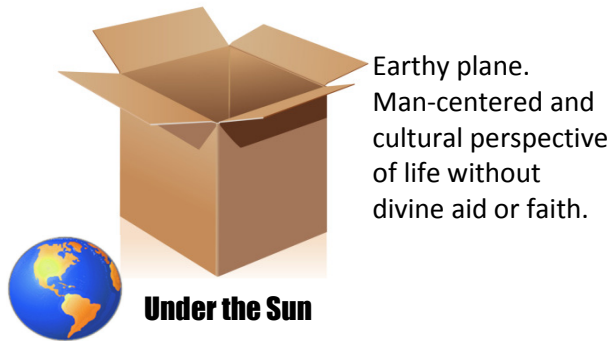 Earthy plane.
Man-centered and
cultural perspective
of life without
divine aid or faith.
Under the Sun